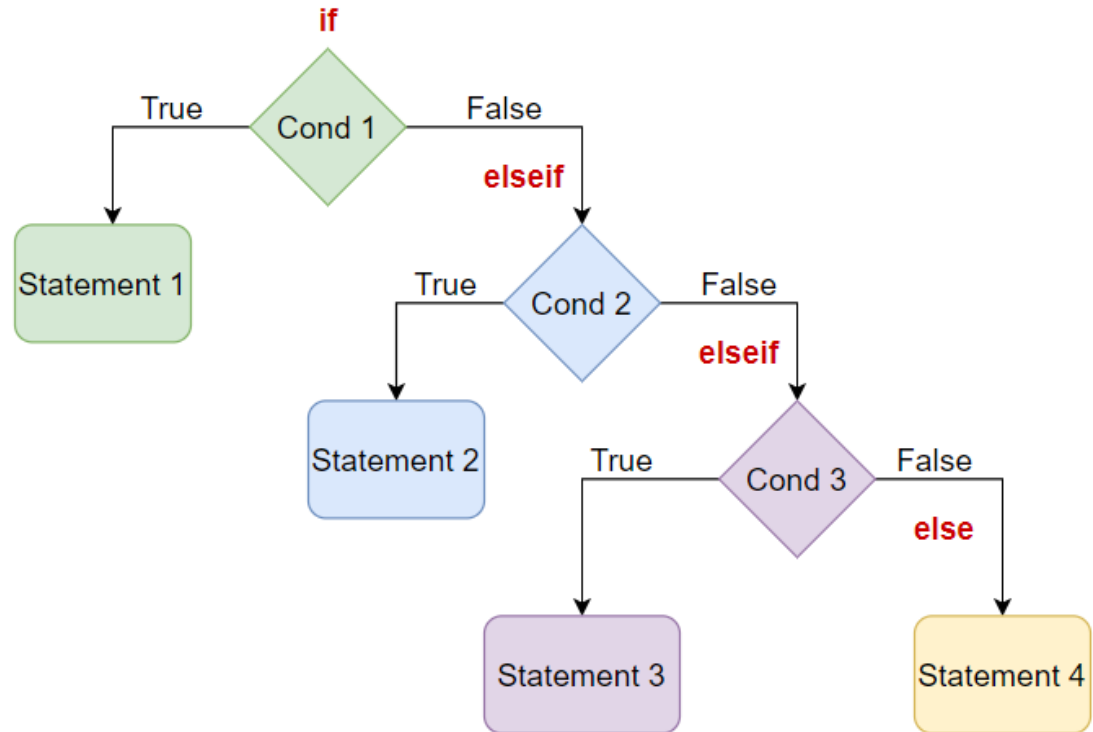 if
True
False
Cond 1
elseif
Statement 1
True
Cond 2
False
elseif
Statement 2
True
Cond 3
False
else
Statement 3
Statement 4